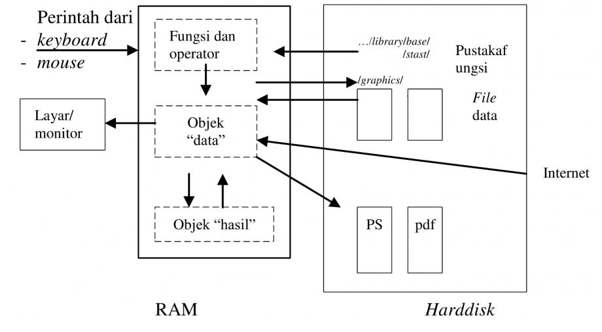 Perintah dari
- keyboard
- mouse
Layar/
monitor
Fungsi dan
operator
Objek
"data"
Objek "hasil"
RAM
.../library/base/
/stast/
/graphics/
Pustakaf
ungsi
File
data
Internet
PS
pdf
Harddisk